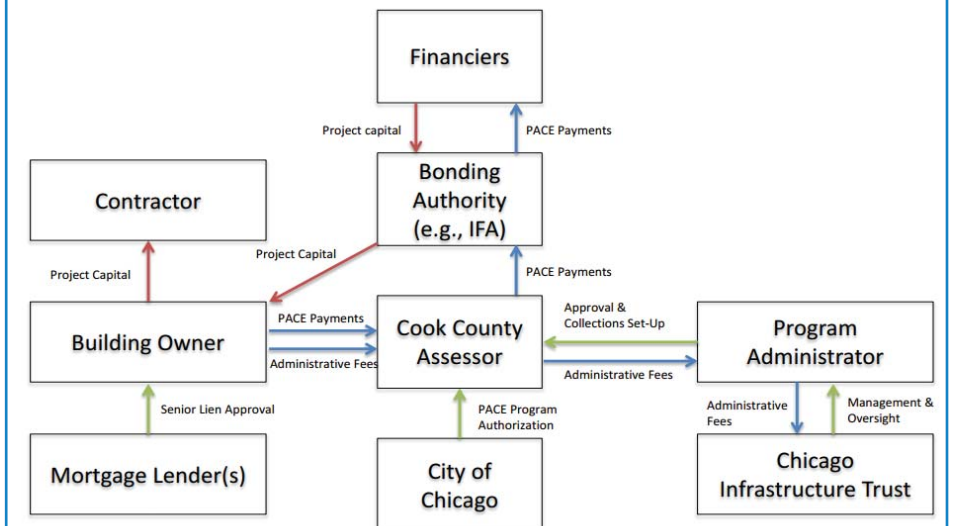 Financiers
Project capital
PACE Payments
Bonding
Authority
(e.g., IFA)
Contractor
Project Capital
Project Capital
PACE Payments
Building Owner
PACE Payments
Administrative Fees
Cook County
Assessor
Approval &
Collections Set-Up
Administrative Fees
Program
Administrator
Senior Lien Approval
PACE Program
Authorization
Administrative
Fees
Management &
Oversight
Mortgage Lender(s)
City of
Chicago
Chicago
Infrastructure Trust